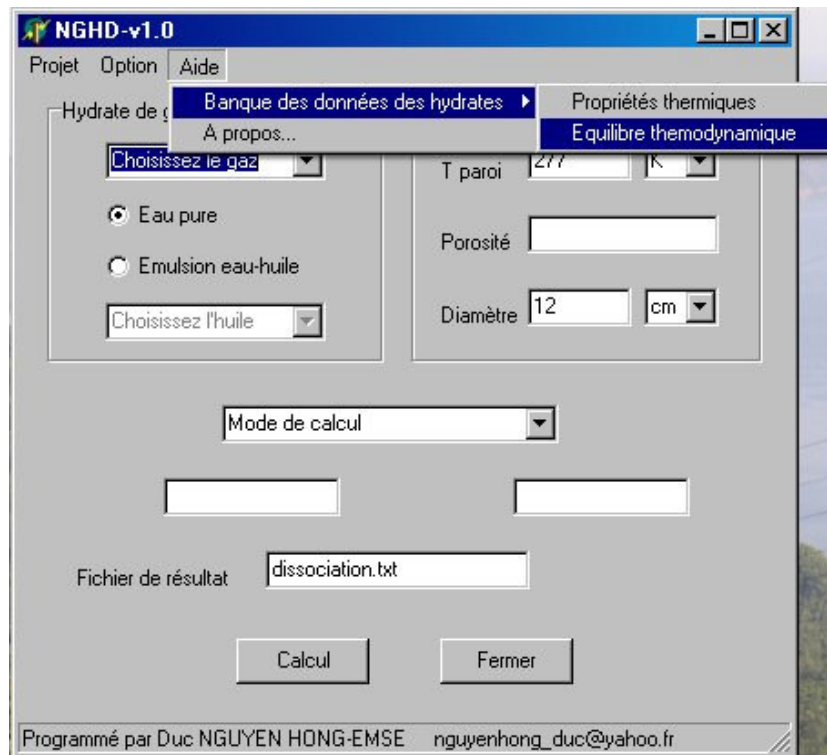 NGHD-v1.0
Projet Option Aide
Banque des données des hydrates
Propriétés thermiques
Hydrate de
A propos...
Equilibre themodynamique
Choisissez le gaz
T paroi 277 K
Eau pure
Porosité
Emulsion eau-huile
Choisissez l'huile
Diamètre 12 cm
Mode de calcul
Fichier de résultat dissociation.txt
Calcul Fermer
Programmé par Duc NGUYEN HONG-EMSE nguyenhong_duc@yahoo.fr